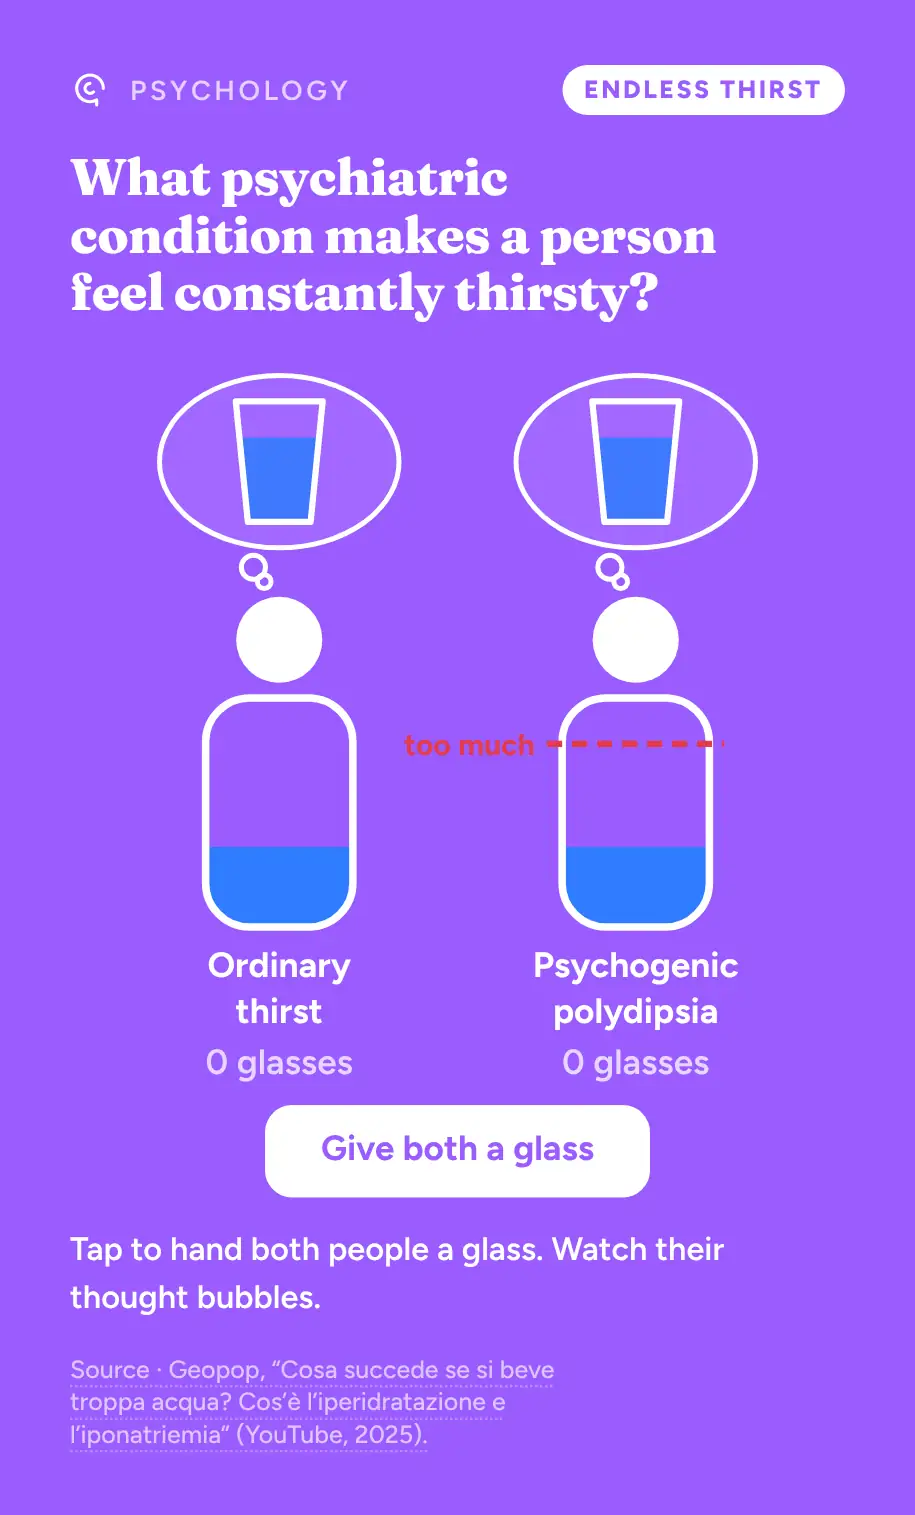 PSYCHOLOGY
ENDLESS THIRST
What psychiatric
condition makes a person
feel constantly thirsty?
too much
Ordinary
thirst
0 glasses
Psychogenic
polydipsia
0 glasses
Give both a glass
Tap to hand both people a glass. Watch their
thought bubbles.
Source · Geopop, “Cosa succede se si beve
troppa acqua? Cos’è l’iperidratazione e
l’iponatriemia” (YouTube, 2025).